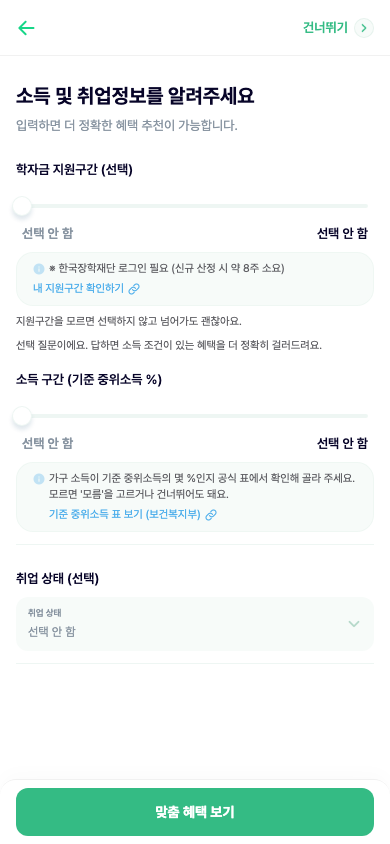 건너뛰기
소득 및 취업정보를 알려주세요
입력하면 더 정확한 혜택 추천이 가능합니다.
학자금 지원구간 (선택)
선택 안 함
선택 안 함
※ 한국장학재단 로그인 필요 (신규 산정 시 약 8주 소요)
내 지원구간 확인하기
지원구간을 모르면 선택하지 않고 넘어가도 괜찮아요.
선택 질문이에요. 답하면 소득 조건이 있는 혜택을 더 정확히 걸러드려요.
소득 구간 (기준 중위소득 %)
선택 안 함
선택 안 함
가구 소득이 기준 중위소득의 몇 %인지 공식 표에서 확인해 골라 주세요.
모르면 '모름'을 고르거나 건너뛰어도 돼요.
기준 중위소득 표 보기 (보건복지부)
취업 상태 (선택)
취업 상태
선택 안 함
맞춤 혜택 보기